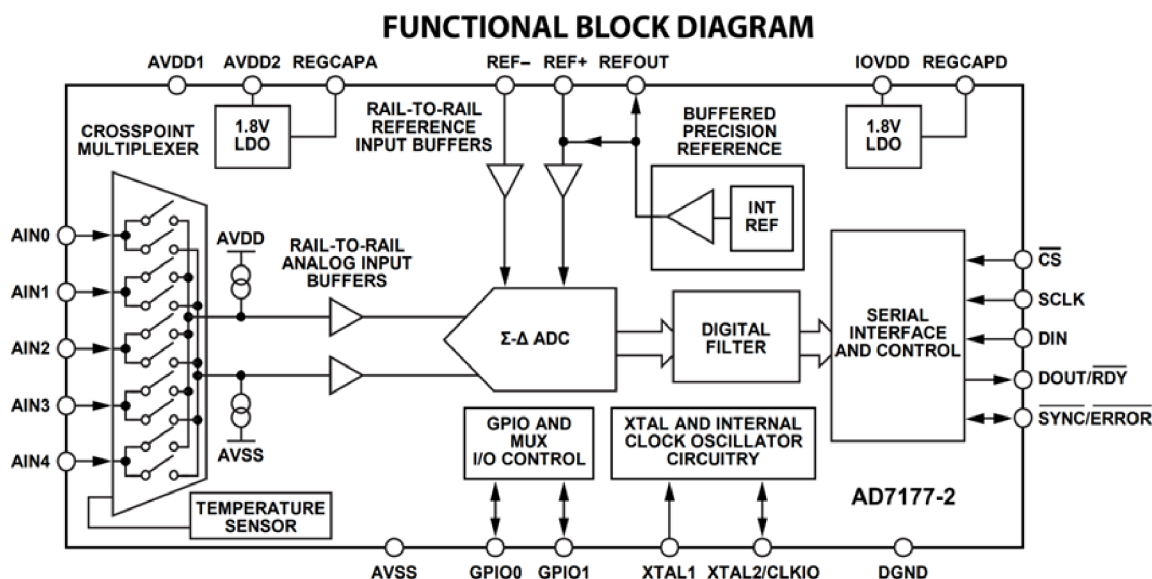 FUNCTIONAL BLOCK DIAGRAM
AVDD1
AVDD2
REGCAPA
REF–
REF+
REFOUT
IOVDD
REGCAPD
CROSSPOINT
MULTIPLEXER
1.8V
LDO
RAIL-TO-RAIL
REFERENCE
INPUT BUFFERS
BUFFERED
PRECISION
REFERENCE
1.8V
LDO
INT
REF
AIN0
AIN1
AIN2
AIN3
AIN4
AVDD
RAIL-TO-RAIL
ANALOG INPUT
BUFFERS
Σ-Δ ADC
DIGITAL
FILTER
SERIAL
INTERFACE
AND CONTROL
CS
SCLK
DIN
DOUT/RDY
SYNC/ERROR
AVSS
GPIO AND
MUX
I/O CONTROL
XTAL AND INTERNAL
CLOCK OSCILLATOR
CIRCUITRY
TEMPERATURE
SENSOR
AD7177-2
AVSS
GPIO0
GPIO1
XTAL1
XTAL2/CLKIO
DGND